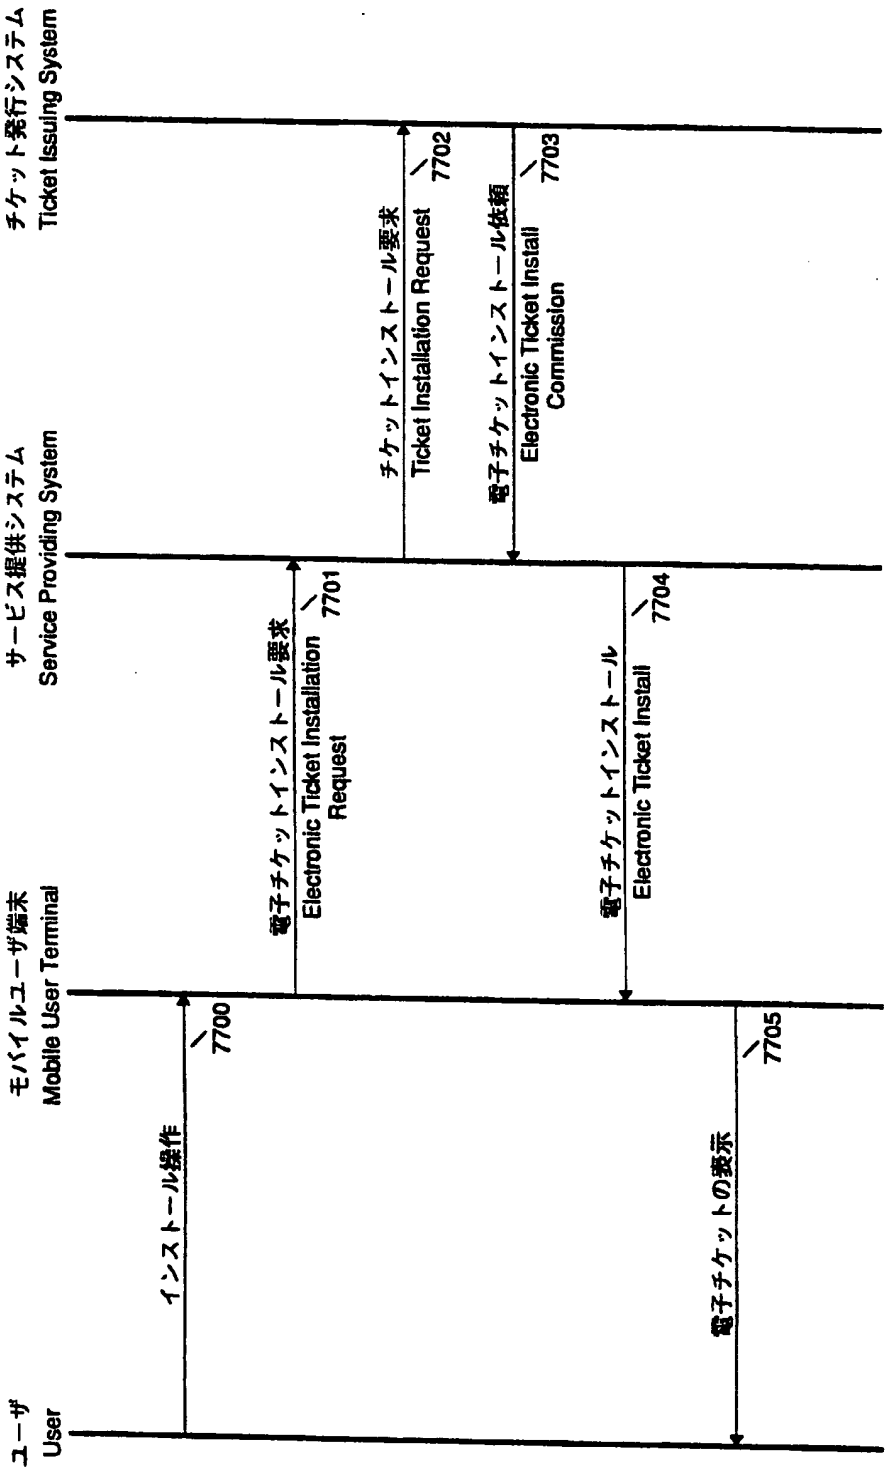 ユーザ
User
モバイルユーザ端末
Mobile User Terminal
サービス提供システム
Service Providing System
チケット発行システム
Ticket Issuing System
インストール操作
7700
電子チケットインストール要求
Electronic Ticket Installation
Request
7701
チケットインストール要求
Ticket Installation Request
7702
電子チケットインストール依頼
Electronic Ticket Install
Commission
7703
電子チケットインストール
Electronic Ticket Install
7704
電子チケットの表示
7705